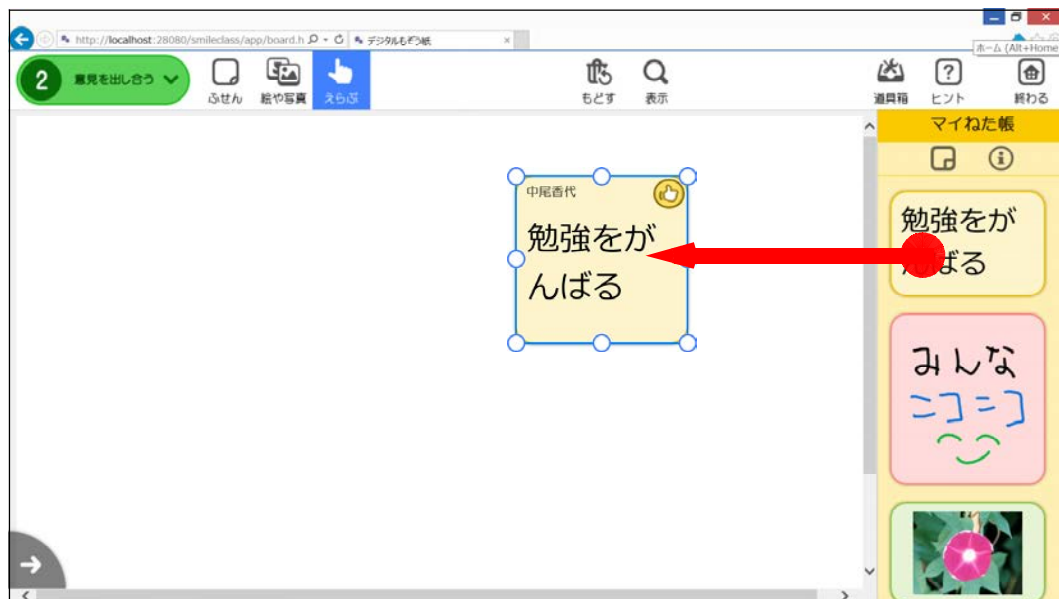 http://localhost:28080/smileclass/app/board.h
デジタルもぞう紙
ホーム (Alt+Home
2 意見を出し合う
ふせん
絵や写真
えらぶ
もどす
表示
道具箱
ヒント
終わる
マイねた帳
中尾香代
勉強をが
んばる
勉強をが
んばる
みんな
ニコニコ